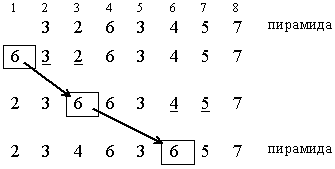 1 2 3 4 5 6 7 8
3 2 6 3 4 5 7 пирамида
6 3 2 6 3 4 5 7
2 3 6 6 3 4 5 7
2 3 4 6 3 6 5 7 пирамида